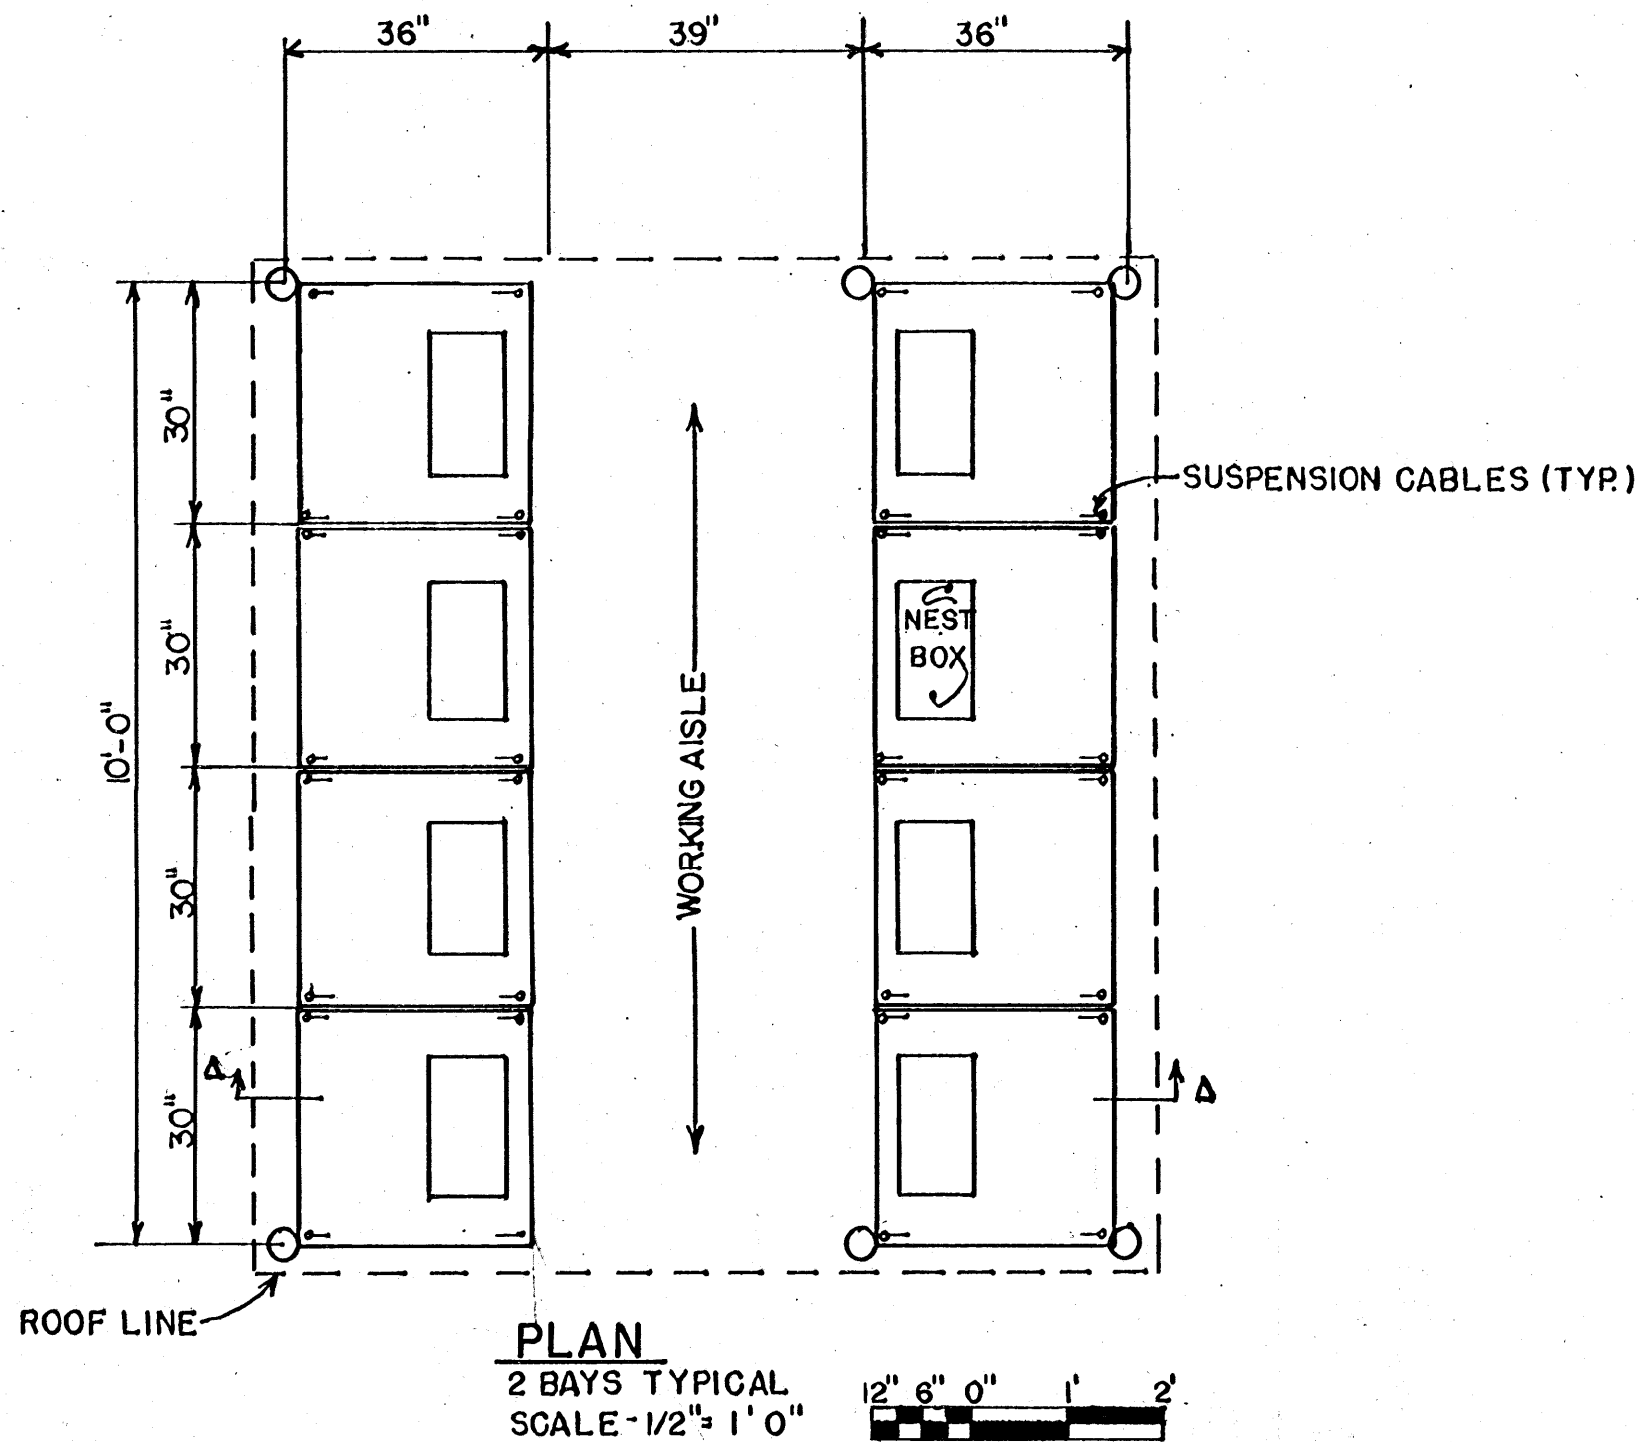 36" 39" 36"
30"
SUSPENSION CABLES (TYP.)
30"
NEST
BOX
10'-0"
WORKING AISLE
30"
30"
ROOF LINE
PLAN
2 BAYS TYPICAL
SCALE-1/2"= 1' 0"
12" 6" 0" 1' 2'